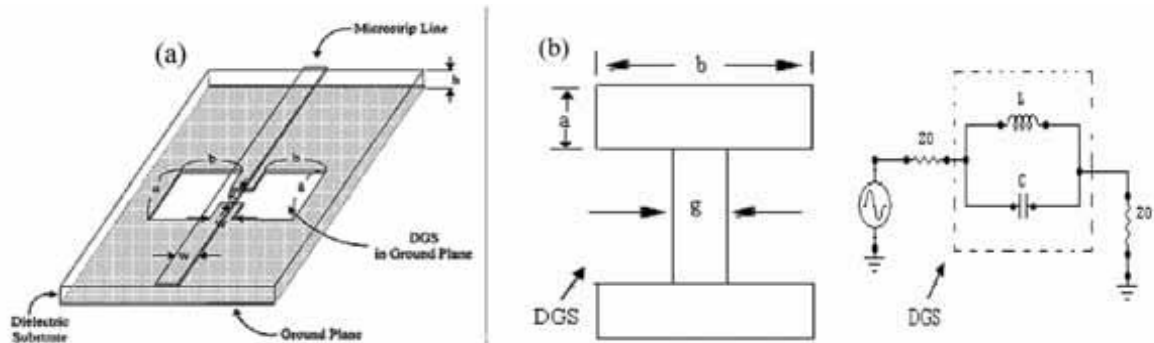 (a)
Microstrip Line
h
b
b
a
a
g
w
DGS
in Ground Plane
Dielectric
Substrate
Ground Plane
(b)
b
a
g
DGS
L
Z0
C
Z0
DGS